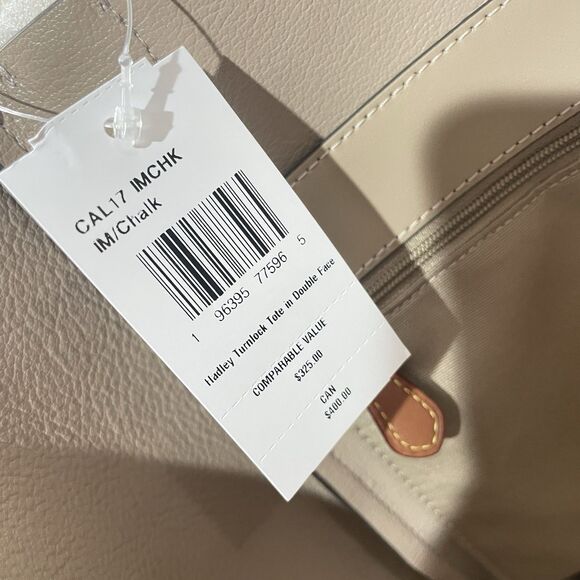 CAL17 IMCHK
IM/Chalk
1 96395 77596 5
Hadley Turnlock Tote in Double Face
COMPARABLE VALUE
$325.00
CAN
$400.00